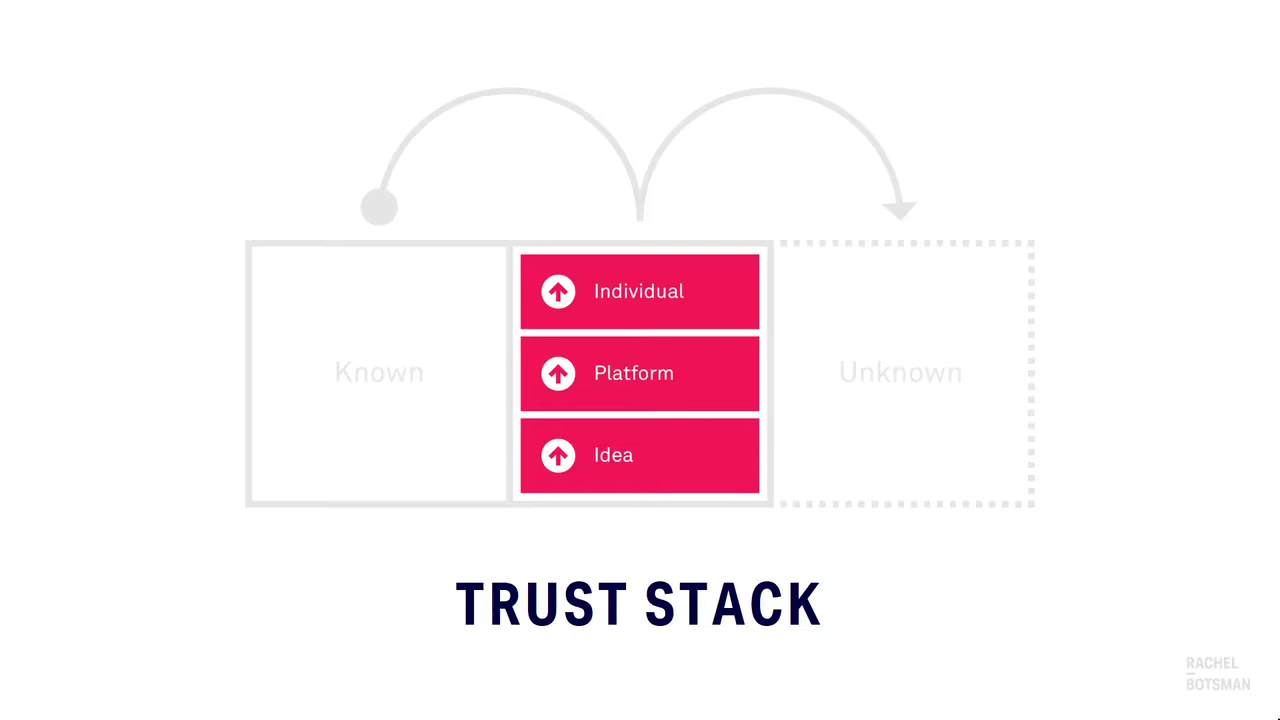 Individual
Known
Platform
Unknown
Idea
TRUST STACK
RACHEL
BOTSMAN